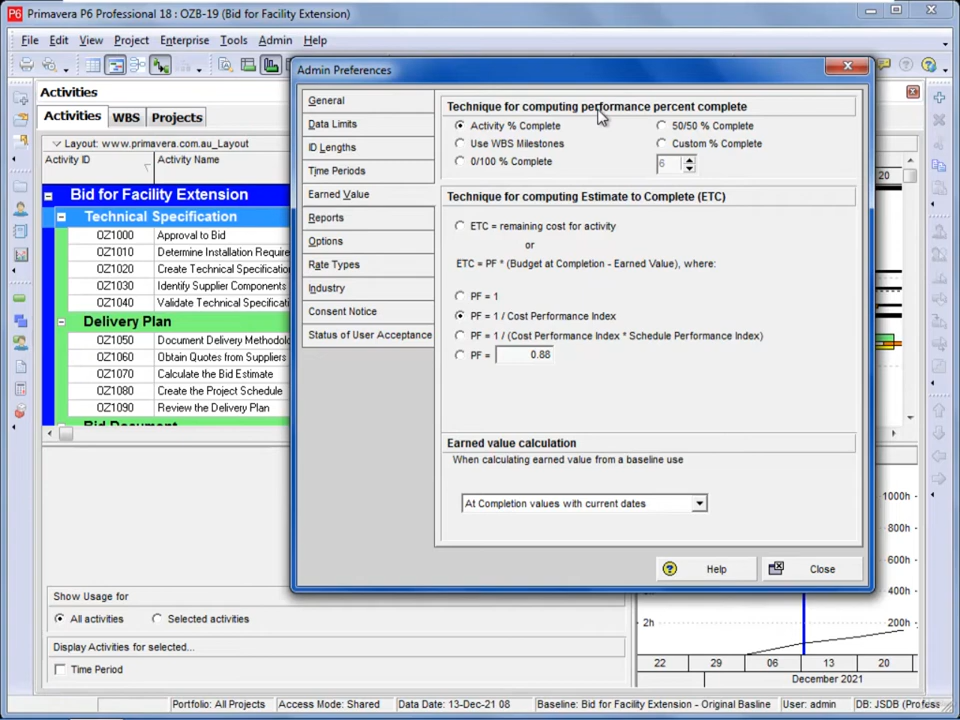 Primavera P6 Professional 18 : OZB-19 (Bid for Facility Extension)
File Edit View Project Enterprise Tools Admin Help
Activities
Activities WBS Projects
Layout: www.primavera.com.au_Layout
Activity ID Activity Name
20
Bid for Facility Extension
Technical Specification
OZ1000 Approval to Bid
OZ1010 Determine Installation Require
OZ1020 Create Technical Specification
OZ1030 Identify Supplier Components
OZ1040 Validate Technical Specificati
Delivery Plan
OZ1050 Document Delivery Methodolo
OZ1060 Obtain Quotes from Suppliers
OZ1070 Calculate the Bid Estimate
OZ1080 Create the Project Schedule
OZ1090 Review the Delivery Plan
Bid Document
Admin Preferences
General
Data Limits
ID Lengths
Time Periods
Earned Value
Reports
Options
Rate Types
Industry
Consent Notice
Status of User Acceptance
Technique for computing performance percent complete
Activity % Complete 50/50 % Complete
Use WBS Milestones Custom % Complete
0/100 % Complete 6
Technique for computing Estimate to Complete (ETC)
ETC = remaining cost for activity
or
ETC = PF * (Budget at Completion - Earned Value), where:
PF = 1
PF = 1 / Cost Performance Index
PF = 1 / (Cost Performance Index * Schedule Performance Index)
PF = 0.88
Earned value calculation
When calculating earned value from a baseline use
At Completion values with current dates
Help Close
1000h
800h
600h
400h
2h 200h
22 29 06 13 20
December 2021
Show Usage for
All activities Selected activities
Display Activities for selected...
Time Period
Portfolio: All Projects Access Mode: Shared Data Date: 13-Dec-21 08 Baseline: Bid for Facility Extension - Original Basline User: admin DB: JSDB (Profess